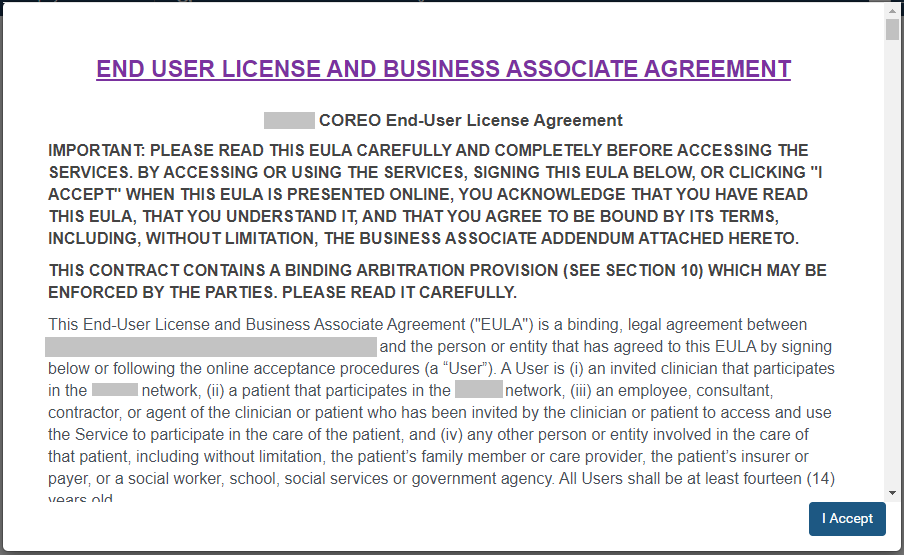 END USER LICENSE AND BUSINESS ASSOCIATE AGREEMENT
COREO End-User License Agreement
IMPORTANT: PLEASE READ THIS EULA CAREFULLY AND COMPLETELY BEFORE ACCESSING THE
SERVICES. BY ACCESSING OR USING THE SERVICES, SIGNING THIS EULA BELOW, OR CLICKING "I
ACCEPT" WHEN THIS EULA IS PRESENTED ONLINE, YOU ACKNOWLEDGE THAT YOU HAVE READ
THIS EULA, THAT YOU UNDERSTAND IT, AND THAT YOU AGREE TO BE BOUND BY ITS TERMS,
INCLUDING, WITHOUT LIMITATION, THE BUSINESS ASSOCIATE ADDENDUM ATTACHED HERETO.
THIS CONTRACT CONTAINS A BINDING ARBITRATION PROVISION (SEE SECTION 10) WHICH MAY BE
ENFORCED BY THE PARTIES. PLEASE READ IT CAREFULLY.
This End-User License and Business Associate Agreement ("EULA") is a binding, legal agreement between
and the person or entity that has agreed to this EULA by signing
below or following the online acceptance procedures (a “User”). A User is (i) an invited clinician that participates
in the network, (ii) a patient that participates in the network, (iii) an employee, consultant,
contractor, or agent of the clinician or patient who has been invited by the clinician or patient to access and use
the Service to participate in the care of the patient, and (iv) any other person or entity involved in the care of
that patient, including without limitation, the patient’s family member or care provider, the patient’s insurer or
payer, or a social worker, school, social services or government agency. All Users shall be at least fourteen (14)
years old
I Accept